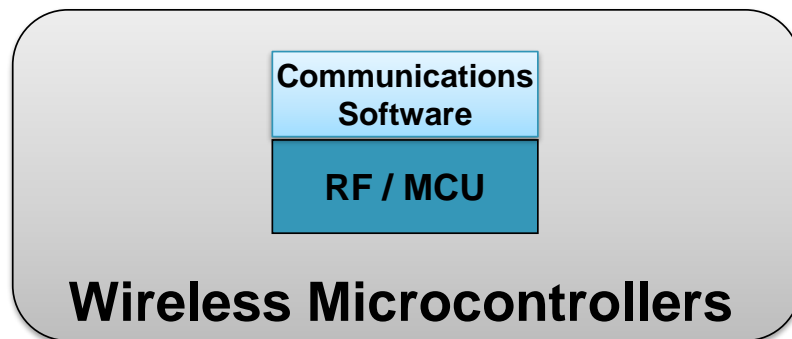 Communications
Software
RF / MCU
Wireless Microcontrollers